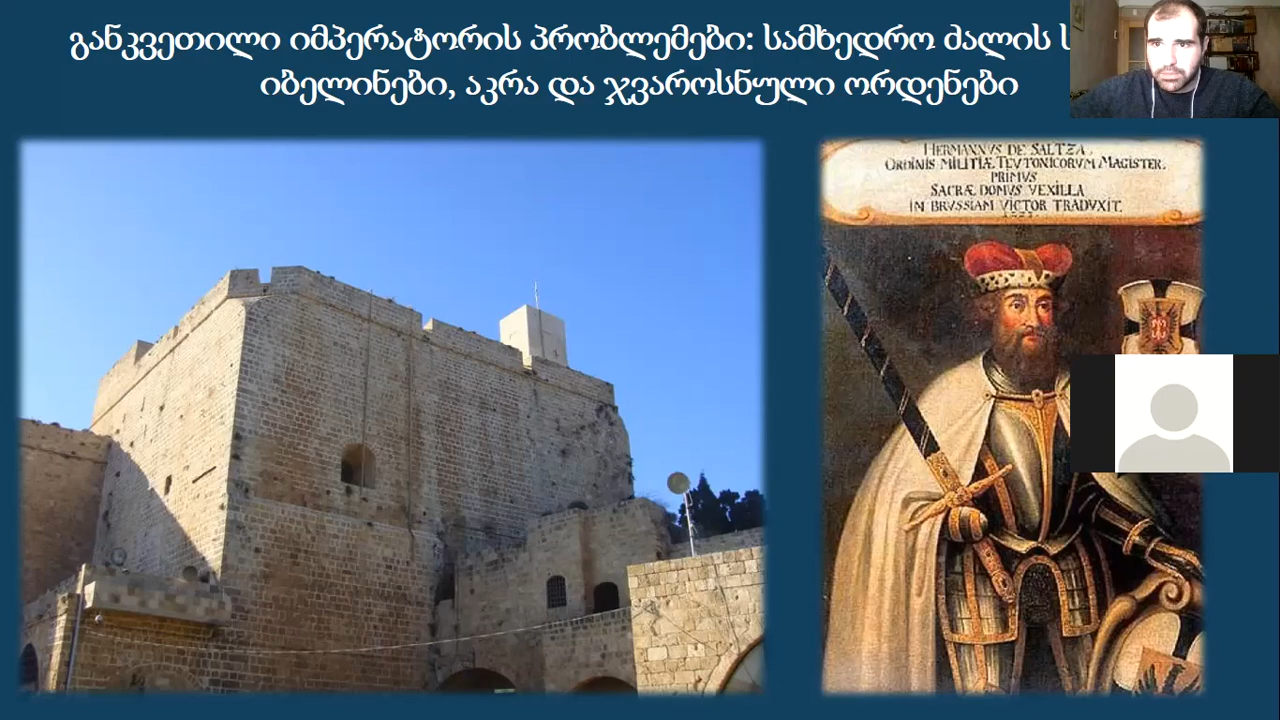 განკვეთილი იმპერატორის პრობლემები: სამხედრო ძალის
იბელინები, აკრა და ჯვაროსნული ორდენები
HERMANNVS DE SALTZA.
ORDINIS MILITIÆ TEVTONICORVM MAGISTER.
PRIMVS
SACRÆ DOMVS VEXILLA
IN BRVSSIAM VICTOR TRADVXIT.